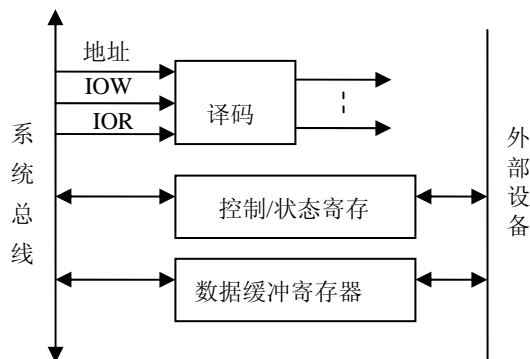 地址
IOW
IOR
译码
系统总线
控制/状态寄存
数据缓冲寄存器
外部设备